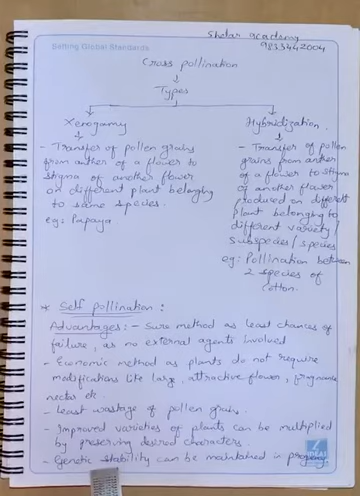 Sholar academy
9833442004
Setting Global Standards
Cross pollination
Types
Xenogamy
Hybridization.
- Transfer of pollen grains
from anther of a flower to
stigma of another flower
on different plant belonging
to same species.
eg: Papaya.
- Transfer of pollen
grains from anther
of a flower to stigma
of another flower
produced on different
plant belonging to
different variety/
subspecies/species
eg: Pollination between
2 species of
cotton.
* Self pollination:
Advantages:- Sure method as least chances of
failure, as no external agents involved
- Economic method as plants do not require
modifications like large, attractive flower, fragrance
nectar etc
- Least wastage of pollen grains.
- Improved varieties of plants can be multiplied
by preserving desired characters.
- Genetic stability can be maintained in progeny.
IDEAL